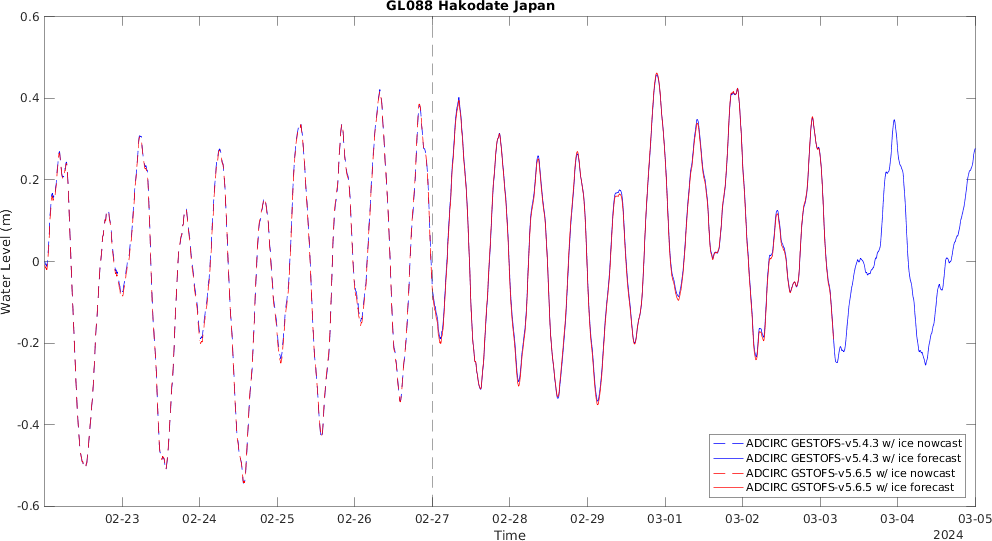 GL088 Hakodate Japan
0.6
0.4
0.2
0
-0.2
-0.4
-0.6
Water Level (m)
ADCIRC GESTOFS-v5.4.3 w/ ice nowcast
ADCIRC GESTOFS-v5.4.3 w/ ice forecast
ADCIRC GSTOFS-v5.6.5 w/ ice nowcast
ADCIRC GSTOFS-v5.6.5 w/ ice forecast
02-23 02-24 02-25 02-26 02-27 02-28 02-29 03-01 03-02 03-03 03-04 03-05
Time
2024